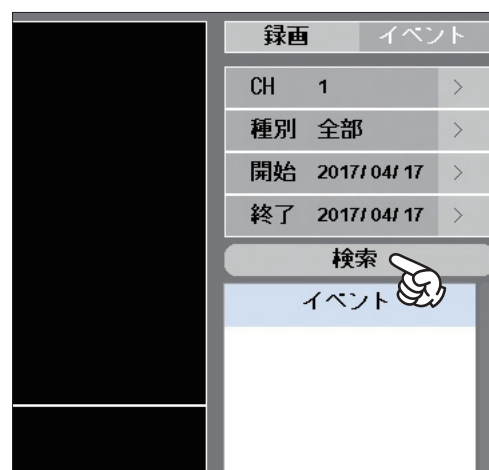 録画 イベント
CH 1 >
種別 全部 >
開始 2017/04/17 >
終了 2017/04/17 >
検索
イベント